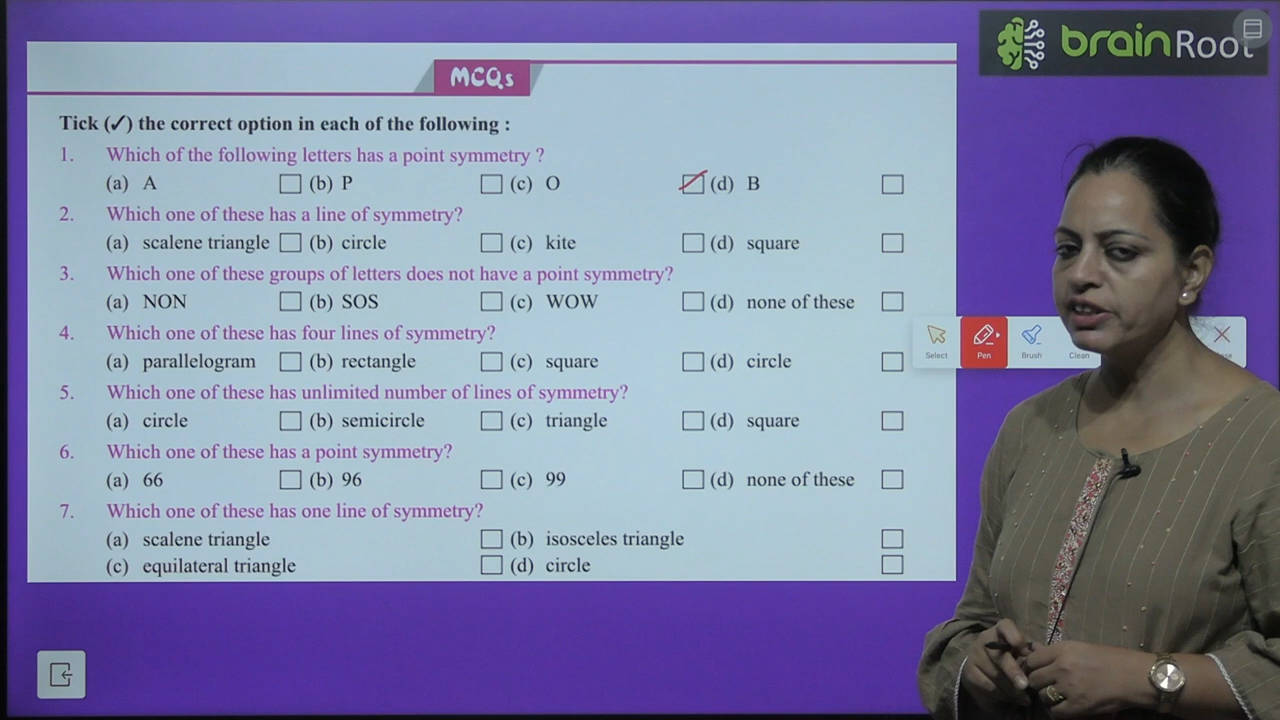 brainRoot
MCQs
Tick (✓) the correct option in each of the following :
1. Which of the following letters has a point symmetry ?
(a) A (b) P (c) O (d) B
2. Which one of these has a line of symmetry?
(a) scalene triangle (b) circle (c) kite (d) square
3. Which one of these groups of letters does not have a point symmetry?
(a) NON (b) SOS (c) WOW (d) none of these
4. Which one of these has four lines of symmetry?
(a) parallelogram (b) rectangle (c) square (d) circle
5. Which one of these has unlimited number of lines of symmetry?
(a) circle (b) semicircle (c) triangle (d) square
6. Which one of these has a point symmetry?
(a) 66 (b) 96 (c) 99 (d) none of these
7. Which one of these has one line of symmetry?
(a) scalene triangle (b) isosceles triangle
(c) equilateral triangle (d) circle
Select Pen Brush Clean